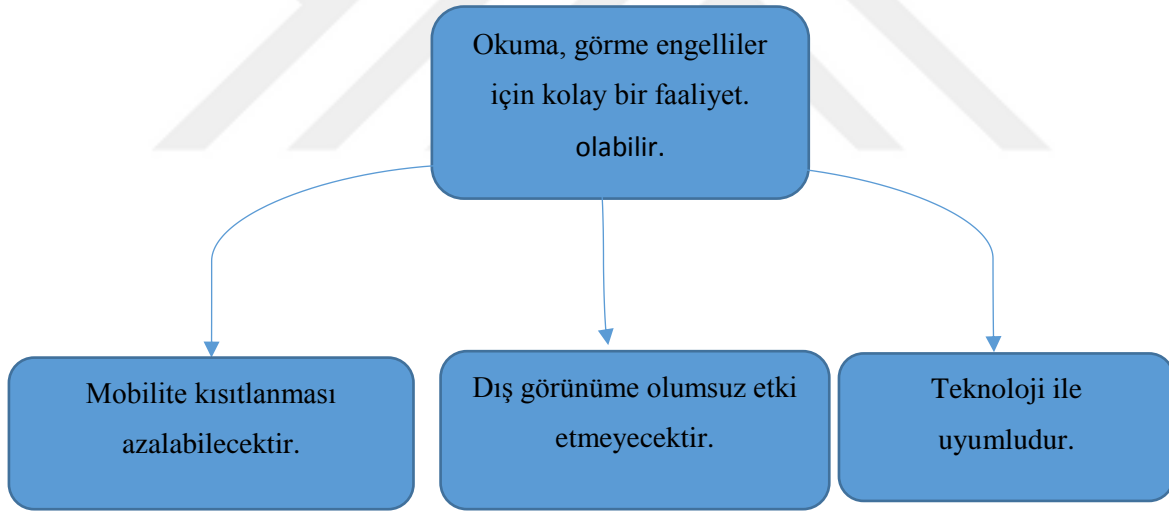 Okuma, görme engelliler
için kolay bir faaliyet.
olabilir.
Mobilite kısıtlanması
azalabilecektir.
Dış görünüme olumsuz etki
etmeyecektir.
Teknoloji ile
uyumludur.